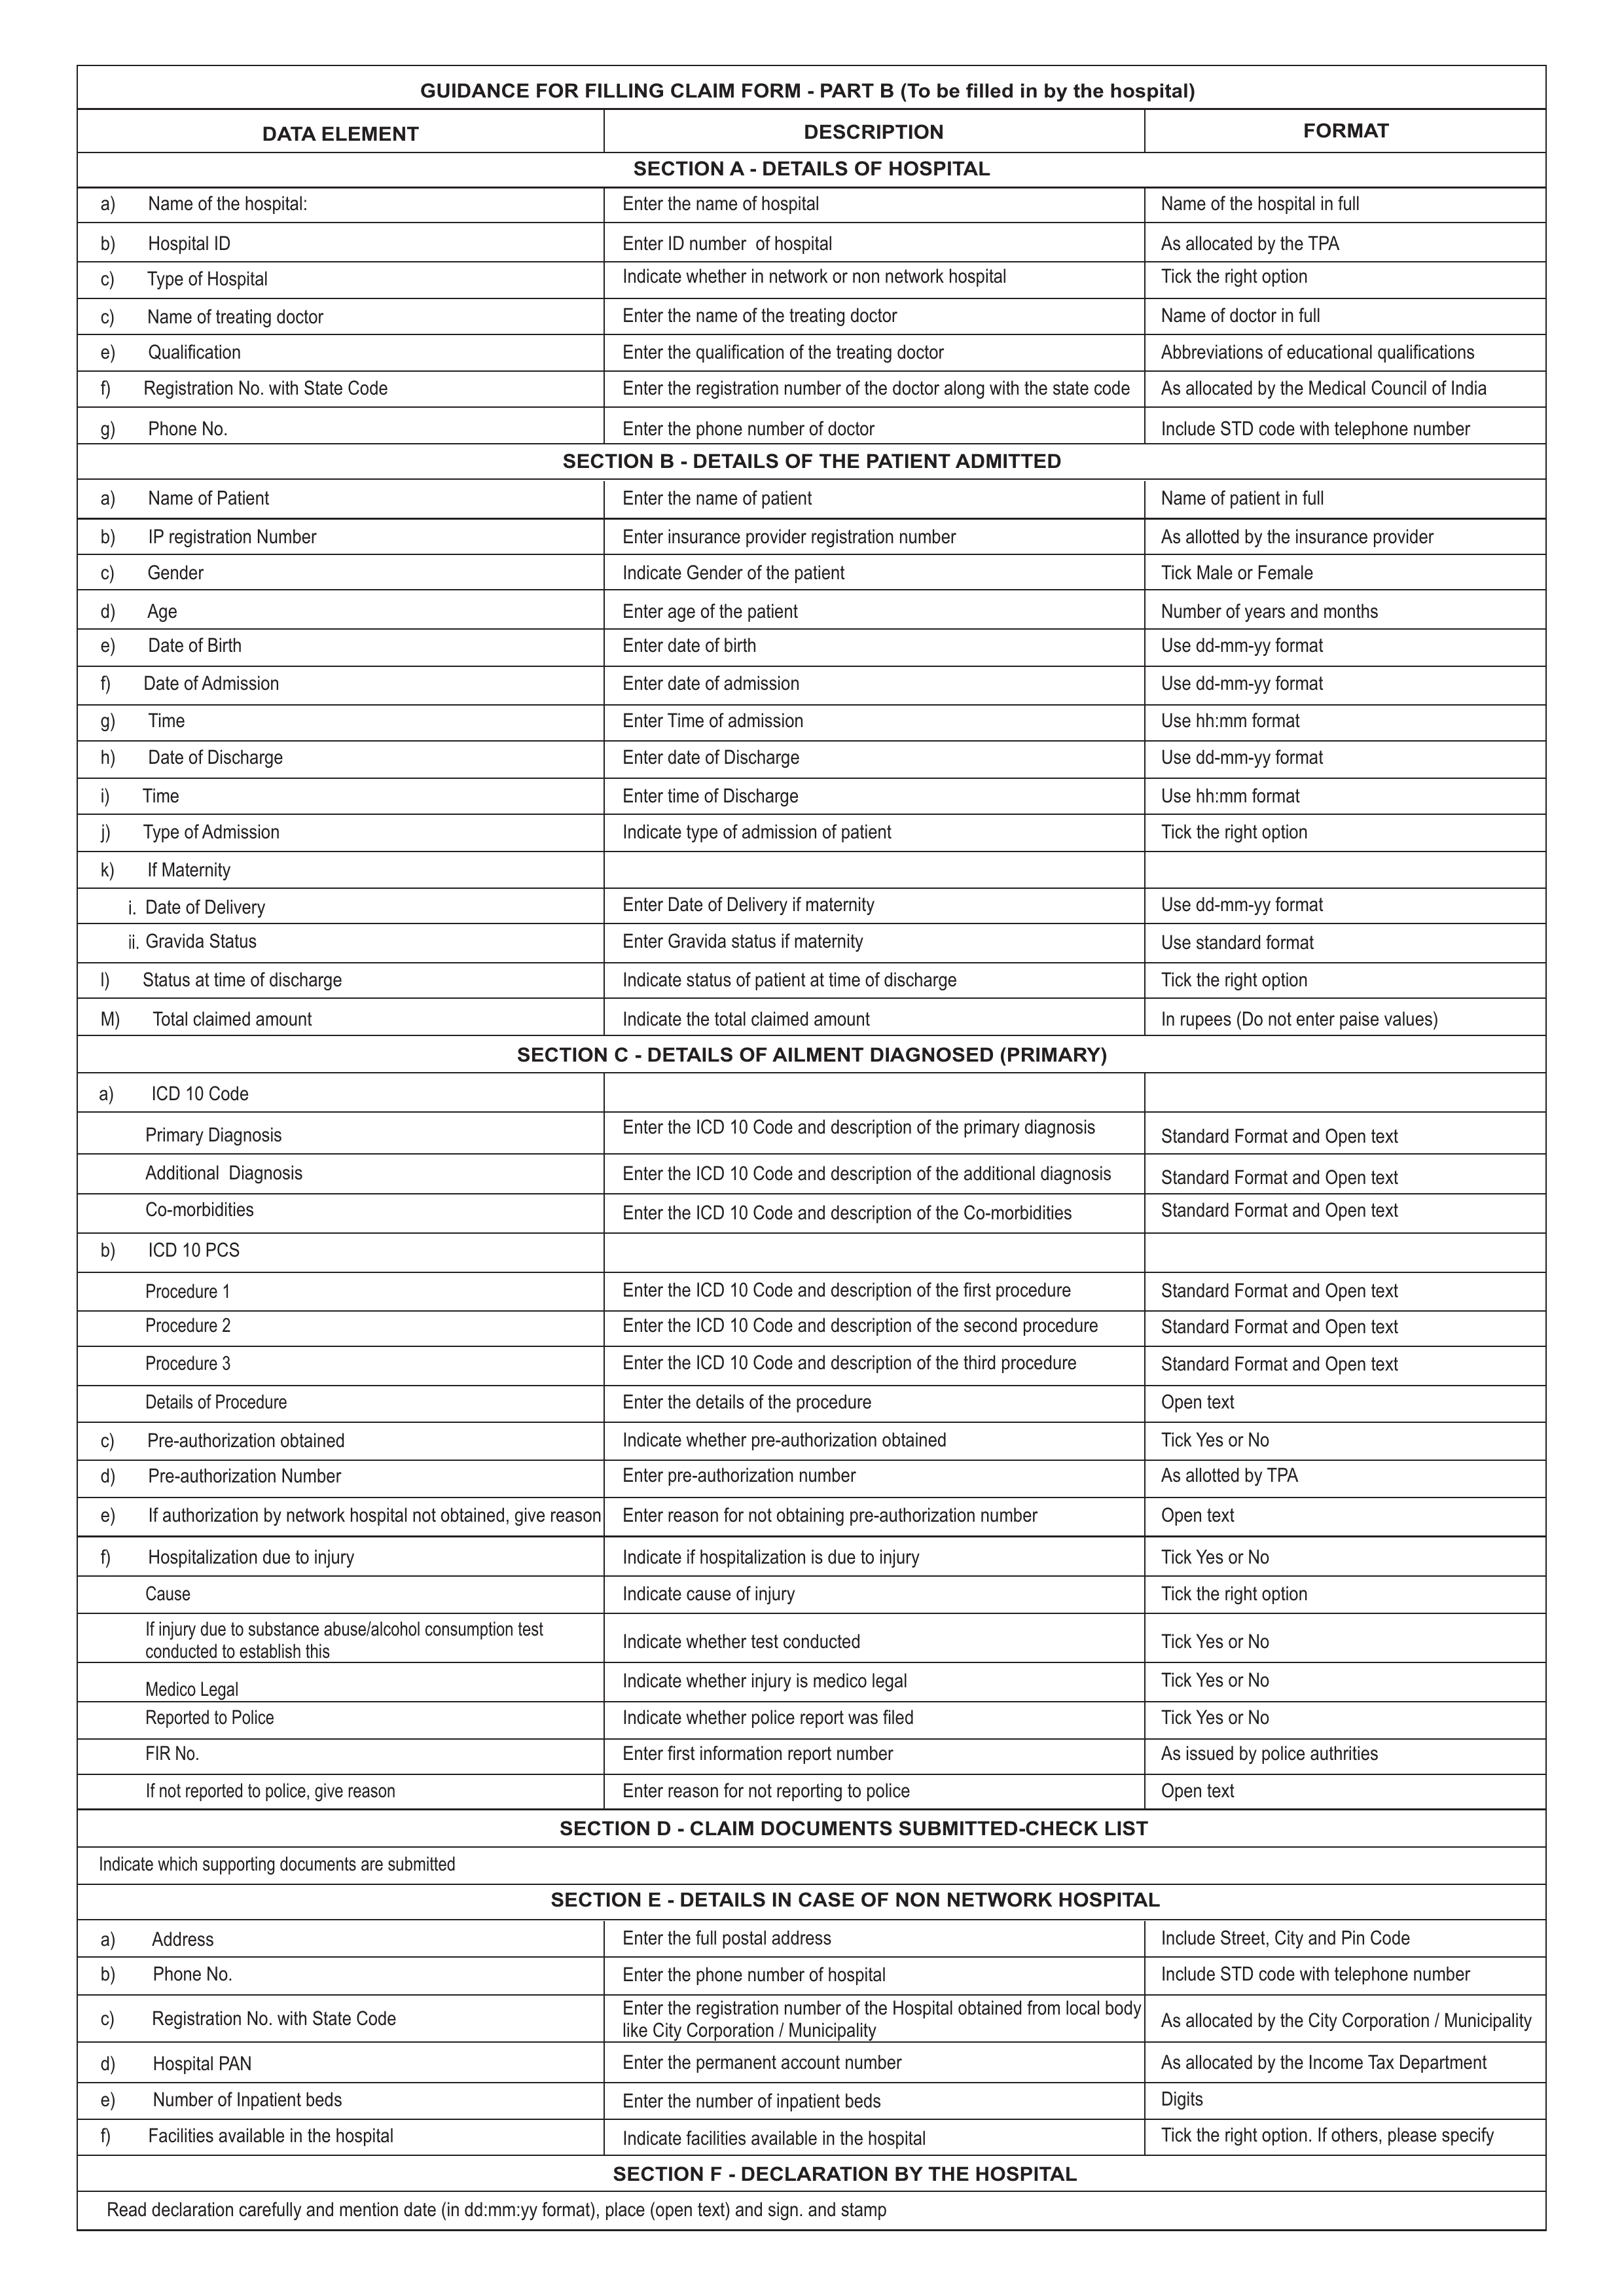 GUIDANCE FOR FILLING CLAIM FORM - PART B (To be filled in by the hospital)
DATA ELEMENT DESCRIPTION FORMAT
SECTION A - DETAILS OF HOSPITAL
a) Name of the hospital: Enter the name of hospital Name of the hospital in full
b) Hospital ID Enter ID number of hospital As allocated by the TPA
c) Type of Hospital Indicate whether in network or non network hospital Tick the right option
c) Name of treating doctor Enter the name of the treating doctor Name of doctor in full
e) Qualification Enter the qualification of the treating doctor Abbreviations of educational qualifications
f) Registration No. with State Code Enter the registration number of the doctor along with the state code As allocated by the Medical Council of India
g) Phone No. Enter the phone number of doctor Include STD code with telephone number
SECTION B - DETAILS OF THE PATIENT ADMITTED
a) Name of Patient Enter the name of patient Name of patient in full
b) IP registration Number Enter insurance provider registration number As allotted by the insurance provider
c) Gender Indicate Gender of the patient Tick Male or Female
d) Age Enter age of the patient Number of years and months
e) Date of Birth Enter date of birth Use dd-mm-yy format
f) Date of Admission Enter date of admission Use dd-mm-yy format
g) Time Enter Time of admission Use hh:mm format
h) Date of Discharge Enter date of Discharge Use dd-mm-yy format
i) Time Enter time of Discharge Use hh:mm format
j) Type of Admission Indicate type of admission of patient Tick the right option
k) If Maternity
i. Date of Delivery Enter Date of Delivery if maternity Use dd-mm-yy format
ii. Gravida Status Enter Gravida status if maternity Use standard format
l) Status at time of discharge Indicate status of patient at time of discharge Tick the right option
M) Total claimed amount Indicate the total claimed amount In rupees (Do not enter paise values)
SECTION C - DETAILS OF AILMENT DIAGNOSED (PRIMARY)
a) ICD 10 Code
Primary Diagnosis Enter the ICD 10 Code and description of the primary diagnosis Standard Format and Open text
Additional Diagnosis Enter the ICD 10 Code and description of the additional diagnosis Standard Format and Open text
Co-morbidities Enter the ICD 10 Code and description of the Co-morbidities Standard Format and Open text
b) ICD 10 PCS
Procedure 1 Enter the ICD 10 Code and description of the first procedure Standard Format and Open text
Procedure 2 Enter the ICD 10 Code and description of the second procedure Standard Format and Open text
Procedure 3 Enter the ICD 10 Code and description of the third procedure Standard Format and Open text
Details of Procedure Enter the details of the procedure Open text
c) Pre-authorization obtained Indicate whether pre-authorization obtained Tick Yes or No
d) Pre-authorization Number Enter pre-authorization number As allotted by TPA
e) If authorization by network hospital not obtained, give reason Enter reason for not obtaining pre-authorization number Open text
f) Hospitalization due to injury Indicate if hospitalization is due to injury Tick Yes or No
Cause Indicate cause of injury Tick the right option
If injury due to substance abuse/alcohol consumption test
conducted to establish this Indicate whether test conducted Tick Yes or No
Medico Legal Indicate whether injury is medico legal Tick Yes or No
Reported to Police Indicate whether police report was filed Tick Yes or No
FIR No. Enter first information report number As issued by police authrities
If not reported to police, give reason Enter reason for not reporting to police Open text
SECTION D - CLAIM DOCUMENTS SUBMITTED-CHECK LIST
Indicate which supporting documents are submitted
SECTION E - DETAILS IN CASE OF NON NETWORK HOSPITAL
a) Address Enter the full postal address Include Street, City and Pin Code
b) Phone No. Enter the phone number of hospital Include STD code with telephone number
c) Registration No. with State Code Enter the registration number of the Hospital obtained from local body
like City Corporation / Municipality As allocated by the City Corporation / Municipality
d) Hospital PAN Enter the permanent account number As allocated by the Income Tax Department
e) Number of Inpatient beds Enter the number of inpatient beds Digits
f) Facilities available in the hospital Indicate facilities available in the hospital Tick the right option. If others, please specify
SECTION F - DECLARATION BY THE HOSPITAL
Read declaration carefully and mention date (in dd:mm:yy format), place (open text) and sign. and stamp